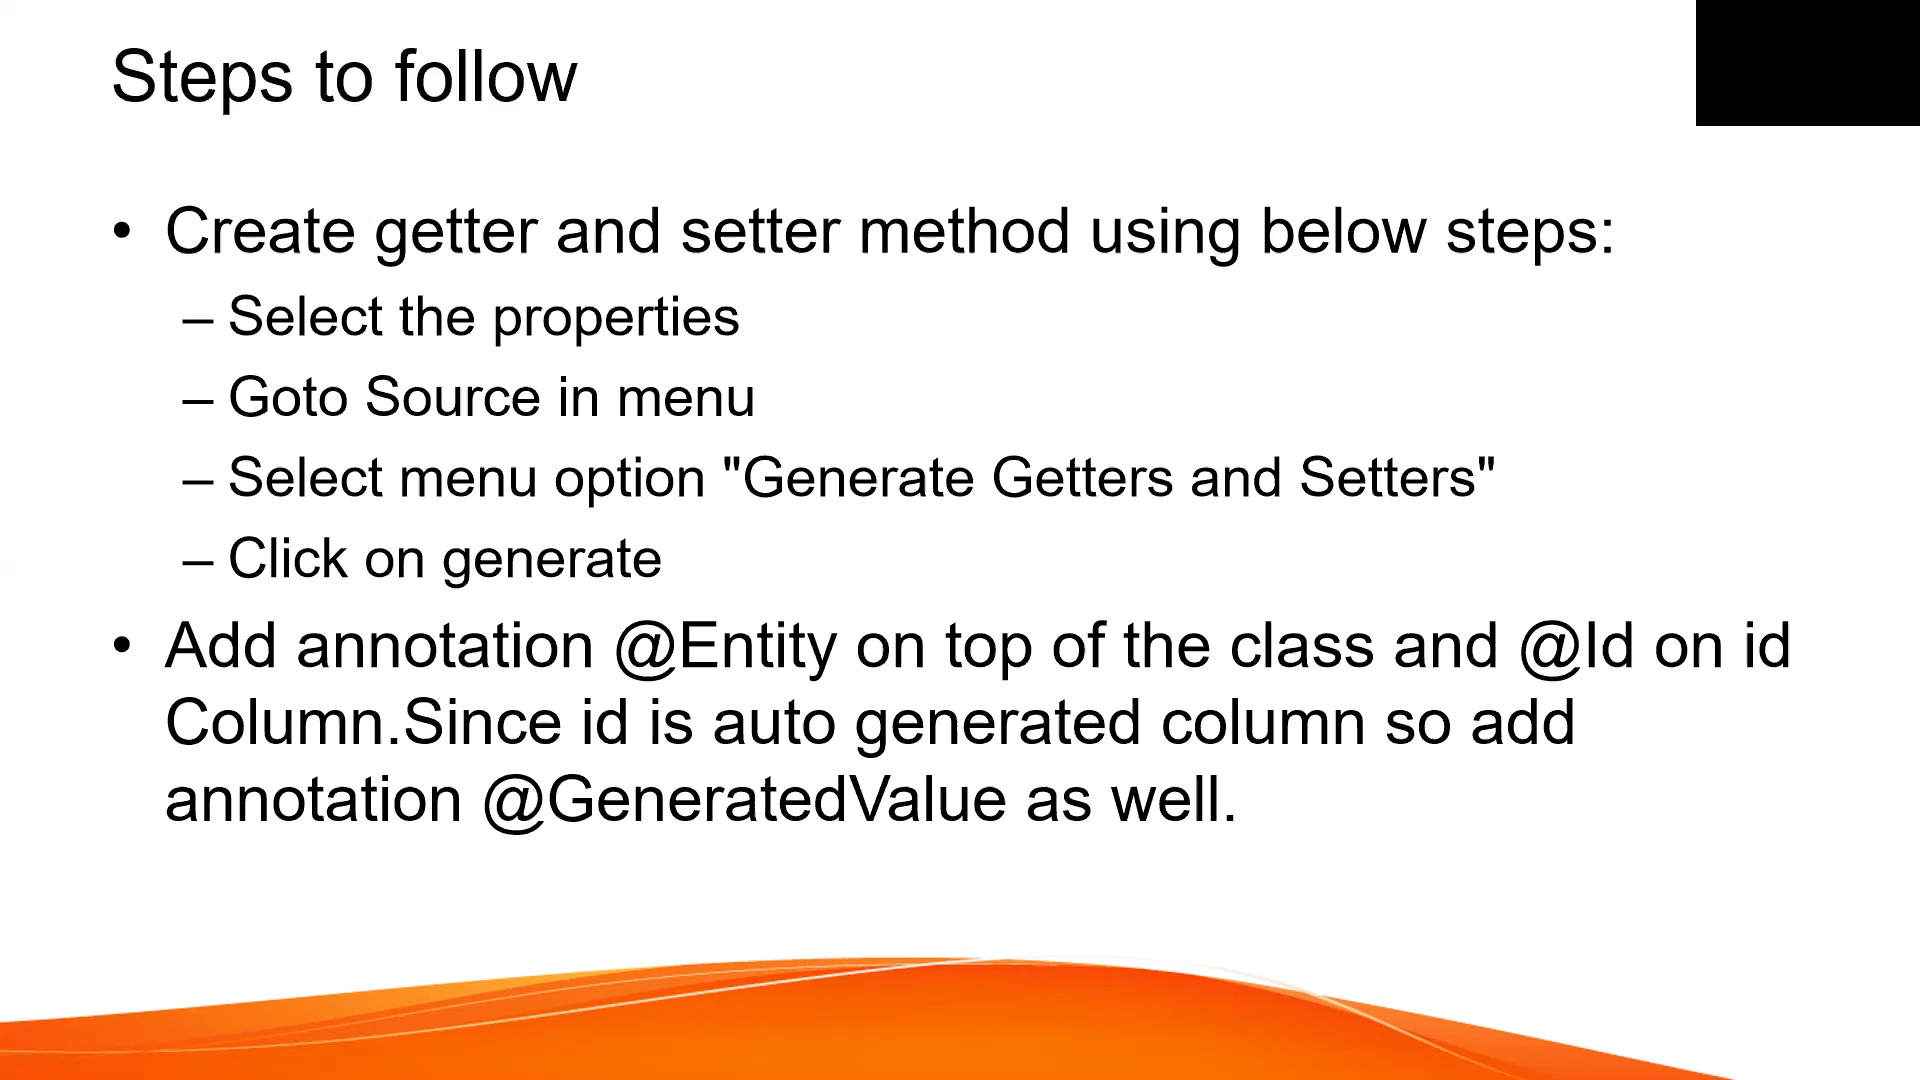 Steps to follow
• Create getter and setter method using below steps:
– Select the properties
– Goto Source in menu
– Select menu option "Generate Getters and Setters"
– Click on generate
• Add annotation @Entity on top of the class and @Id on id
Column.Since id is auto generated column so add
annotation @GeneratedValue as well.